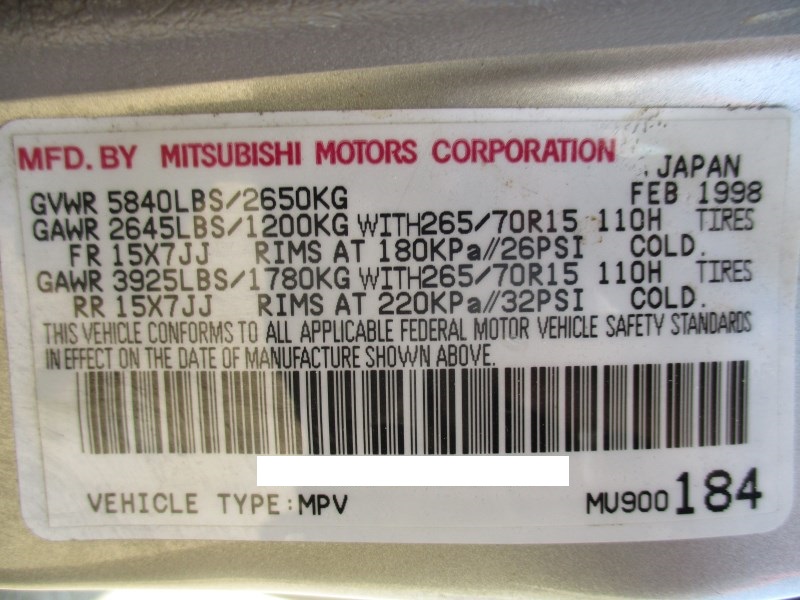 MFD. BY MITSUBISHI MOTORS CORPORATION , JAPAN
GVWR 5840LBS/2650KG FEB 1998
GAWR 2645LBS/1200KG WITH265/70R15 110H TIRES
FR 15X7JJ RIMS AT 180KPa//26PSI COLD.
GAWR 3925LBS/1780KG WITH265/70R15 110H TIRES
RR 15X7JJ RIMS AT 220KPa//32PSI COLD.
THIS VEHICLE CONFORMS TO ALL APPLICABLE FEDERAL MOTOR VEHICLE SAFETY STANDARDS
IN EFFECT ON THE DATE OF MANUFACTURE SHOWN ABOVE.
VEHICLE TYPE:MPV MU900184